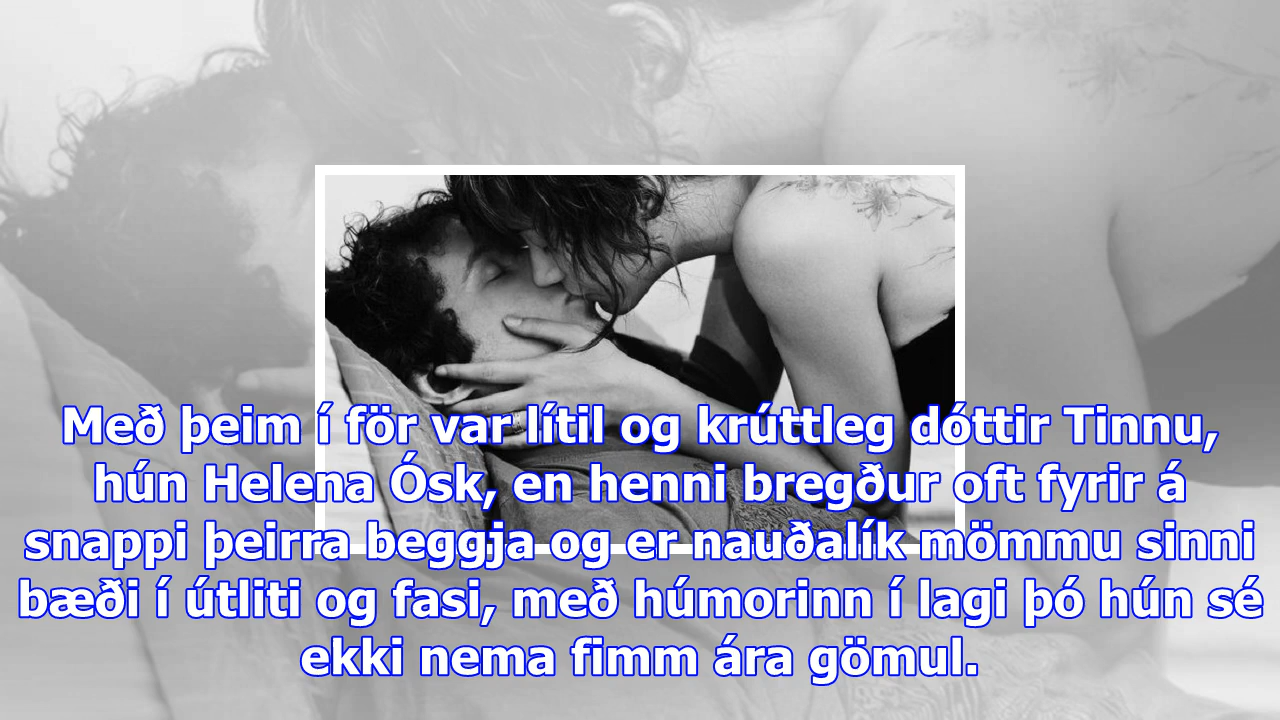 Með þeim í för var lítil og krúttleg dóttir Tinnu,
hún Helena Ósk, en henni bregður oft fyrir á
snappi þeirra beggja og er nauðalík mömmu sinni
bæði í útliti og fasi, með húmorinn í lagi þó hún sé
ekki nema fimm ára gömul.